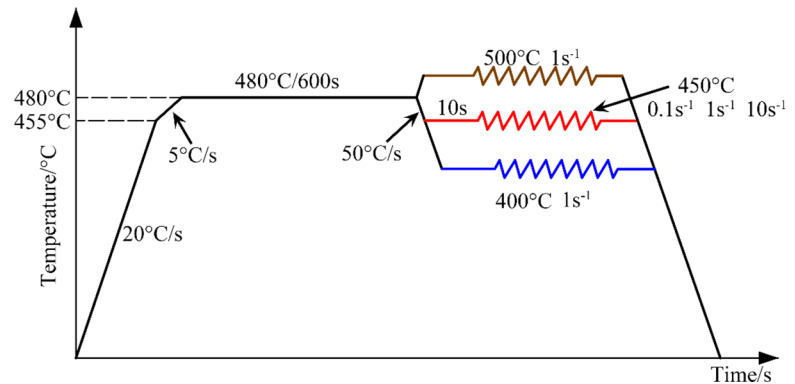 500°C 1s⁻¹
480°C/600s
480°C
450°C
10s
0.1s⁻¹ 1s⁻¹ 10s⁻¹
455°C
5°C/s
50°C/s
400°C 1s⁻¹
20°C/s
Temperature/°C
Time/s